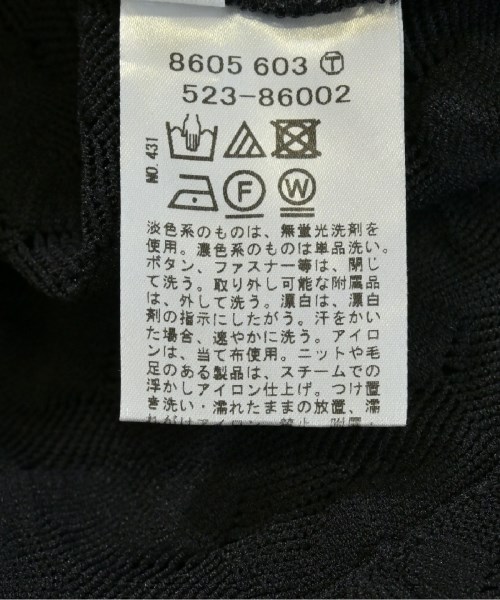 8605 603 Ⓣ
523-86002
NO.431
F
W
淡色系のものは、無蛍光洗剤を
使用。濃色系のものは単品洗い。
ボタン、ファスナー等は、閉じ
て洗う。取り外し可能な附属品
は、外して洗う。漂白は、漂白
剤の指示にしたがう。汗をかい
た場合、速やかに洗う。アイロ
ンは、当て布使用。ニットや毛
足のある製品は、スチームでの
浮かしアイロン仕上げ。つけ置
き洗い・濡れたままの放置、濡